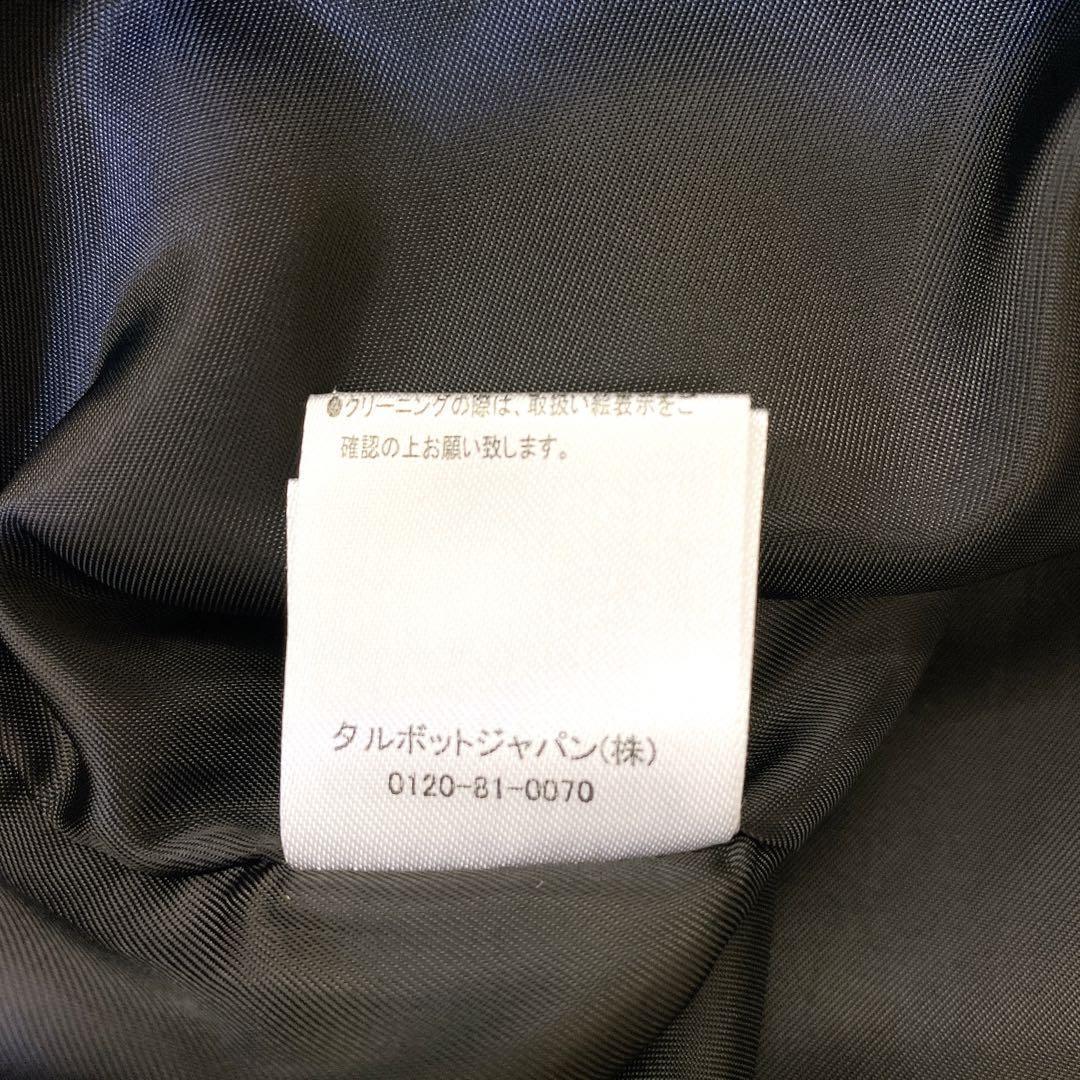 ●クリーニングの際は、取扱い絵表示をご
確認の上お願い致します。
タルボットジャパン(株)
0120-81-0070